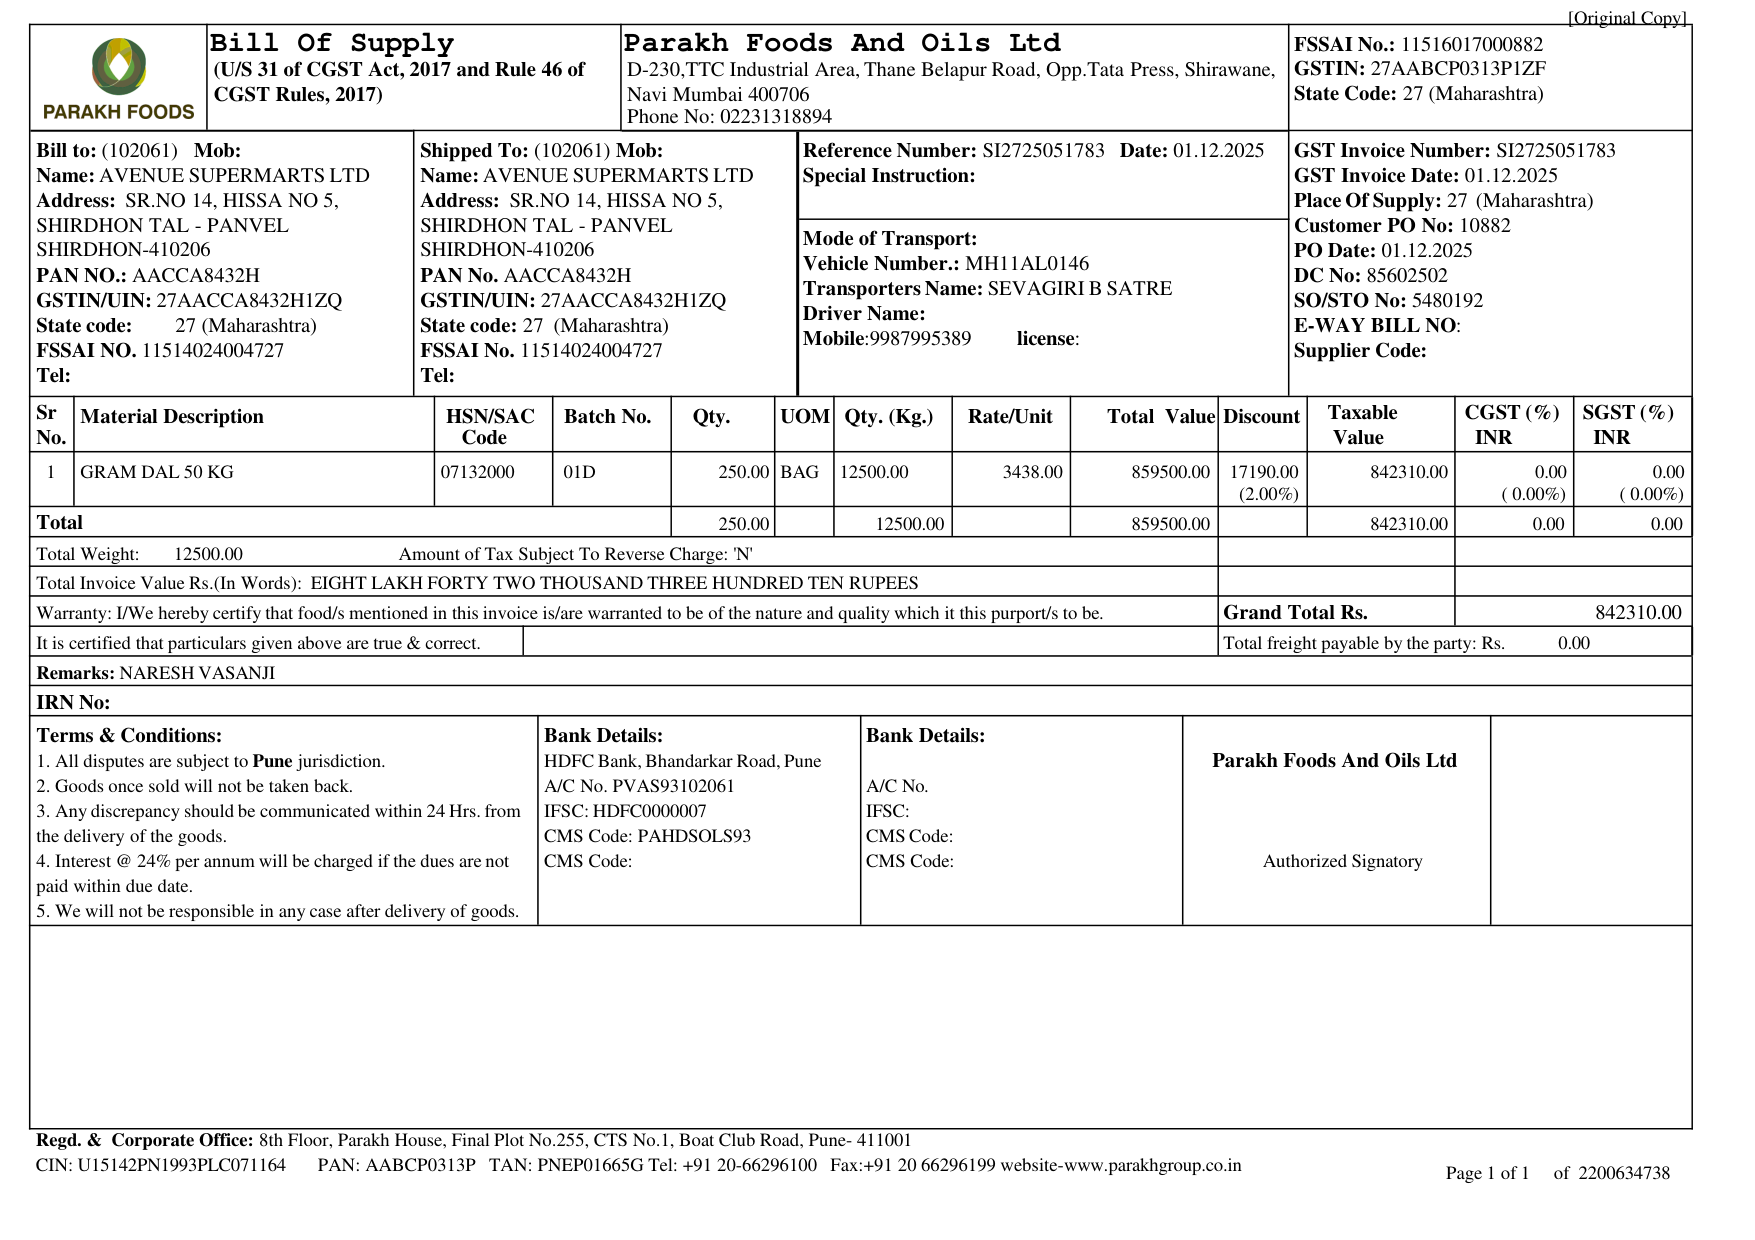 [Original Copy]
PARAKH FOODS
Bill Of Supply
(U/S 31 of CGST Act, 2017 and Rule 46 of
CGST Rules, 2017)
Parakh Foods And Oils Ltd
D-230,TTC Industrial Area, Thane Belapur Road, Opp.Tata Press, Shirawane,
Navi Mumbai 400706
Phone No: 02231318894
FSSAI No.: 11516017000882
GSTIN: 27AABCP0313P1ZF
State Code: 27 (Maharashtra)
Bill to: (102061) Mob:
Name: AVENUE SUPERMARTS LTD
Address: SR.NO 14, HISSA NO 5,
SHIRDHON TAL - PANVEL
SHIRDHON-410206
PAN NO.: AACCA8432H
GSTIN/UIN: 27AACCA8432H1ZQ
State code: 27 (Maharashtra)
FSSAI NO. 11514024004727
Tel:
Shipped To: (102061) Mob:
Name: AVENUE SUPERMARTS LTD
Address: SR.NO 14, HISSA NO 5,
SHIRDHON TAL - PANVEL
SHIRDHON-410206
PAN No. AACCA8432H
GSTIN/UIN: 27AACCA8432H1ZQ
State code: 27 (Maharashtra)
FSSAI No. 11514024004727
Tel:
Reference Number: SI2725051783 Date: 01.12.2025
Special Instruction:
Mode of Transport:
Vehicle Number.: MH11AL0146
Transporters Name: SEVAGIRI B SATRE
Driver Name:
Mobile:9987995389 license:
GST Invoice Number: SI2725051783
GST Invoice Date: 01.12.2025
Place Of Supply: 27 (Maharashtra)
Customer PO No: 10882
PO Date: 01.12.2025
DC No: 85602502
SO/STO No: 5480192
E-WAY BILL NO:
Supplier Code:
Sr No. Material Description HSN/SAC Code Batch No. Qty. UOM Qty. (Kg.) Rate/Unit Total Value Discount Taxable Value CGST (%) INR SGST (%) INR
1 GRAM DAL 50 KG 07132000 01D 250.00 BAG 12500.00 3438.00 859500.00 17190.00 842310.00 0.00 0.00
(2.00%) ( 0.00%) ( 0.00%)
Total 250.00 12500.00 859500.00 842310.00 0.00 0.00
Total Weight: 12500.00 Amount of Tax Subject To Reverse Charge: 'N'
Total Invoice Value Rs.(In Words): EIGHT LAKH FORTY TWO THOUSAND THREE HUNDRED TEN RUPEES
Warranty: I/We hereby certify that food/s mentioned in this invoice is/are warranted to be of the nature and quality which it this purport/s to be. Grand Total Rs. 842310.00
It is certified that particulars given above are true & correct. Total freight payable by the party: Rs. 0.00
Remarks: NARESH VASANJI
IRN No:
Terms & Conditions:
1. All disputes are subject to Pune jurisdiction.
2. Goods once sold will not be taken back.
3. Any discrepancy should be communicated within 24 Hrs. from
the delivery of the goods.
4. Interest @ 24% per annum will be charged if the dues are not
paid within due date.
5. We will not be responsible in any case after delivery of goods.
Bank Details:
HDFC Bank, Bhandarkar Road, Pune
A/C No. PVAS93102061
IFSC: HDFC0000007
CMS Code: PAHDSOLS93
CMS Code:
Bank Details:
A/C No.
IFSC:
CMS Code:
CMS Code:
Parakh Foods And Oils Ltd
Authorized Signatory
Regd. & Corporate Office: 8th Floor, Parakh House, Final Plot No.255, CTS No.1, Boat Club Road, Pune- 411001
CIN: U15142PN1993PLC071164 PAN: AABCP0313P TAN: PNEP01665G Tel: +91 20-66296100 Fax:+91 20 66296199 website-www.parakhgroup.co.in
Page 1 of 1 of 2200634738